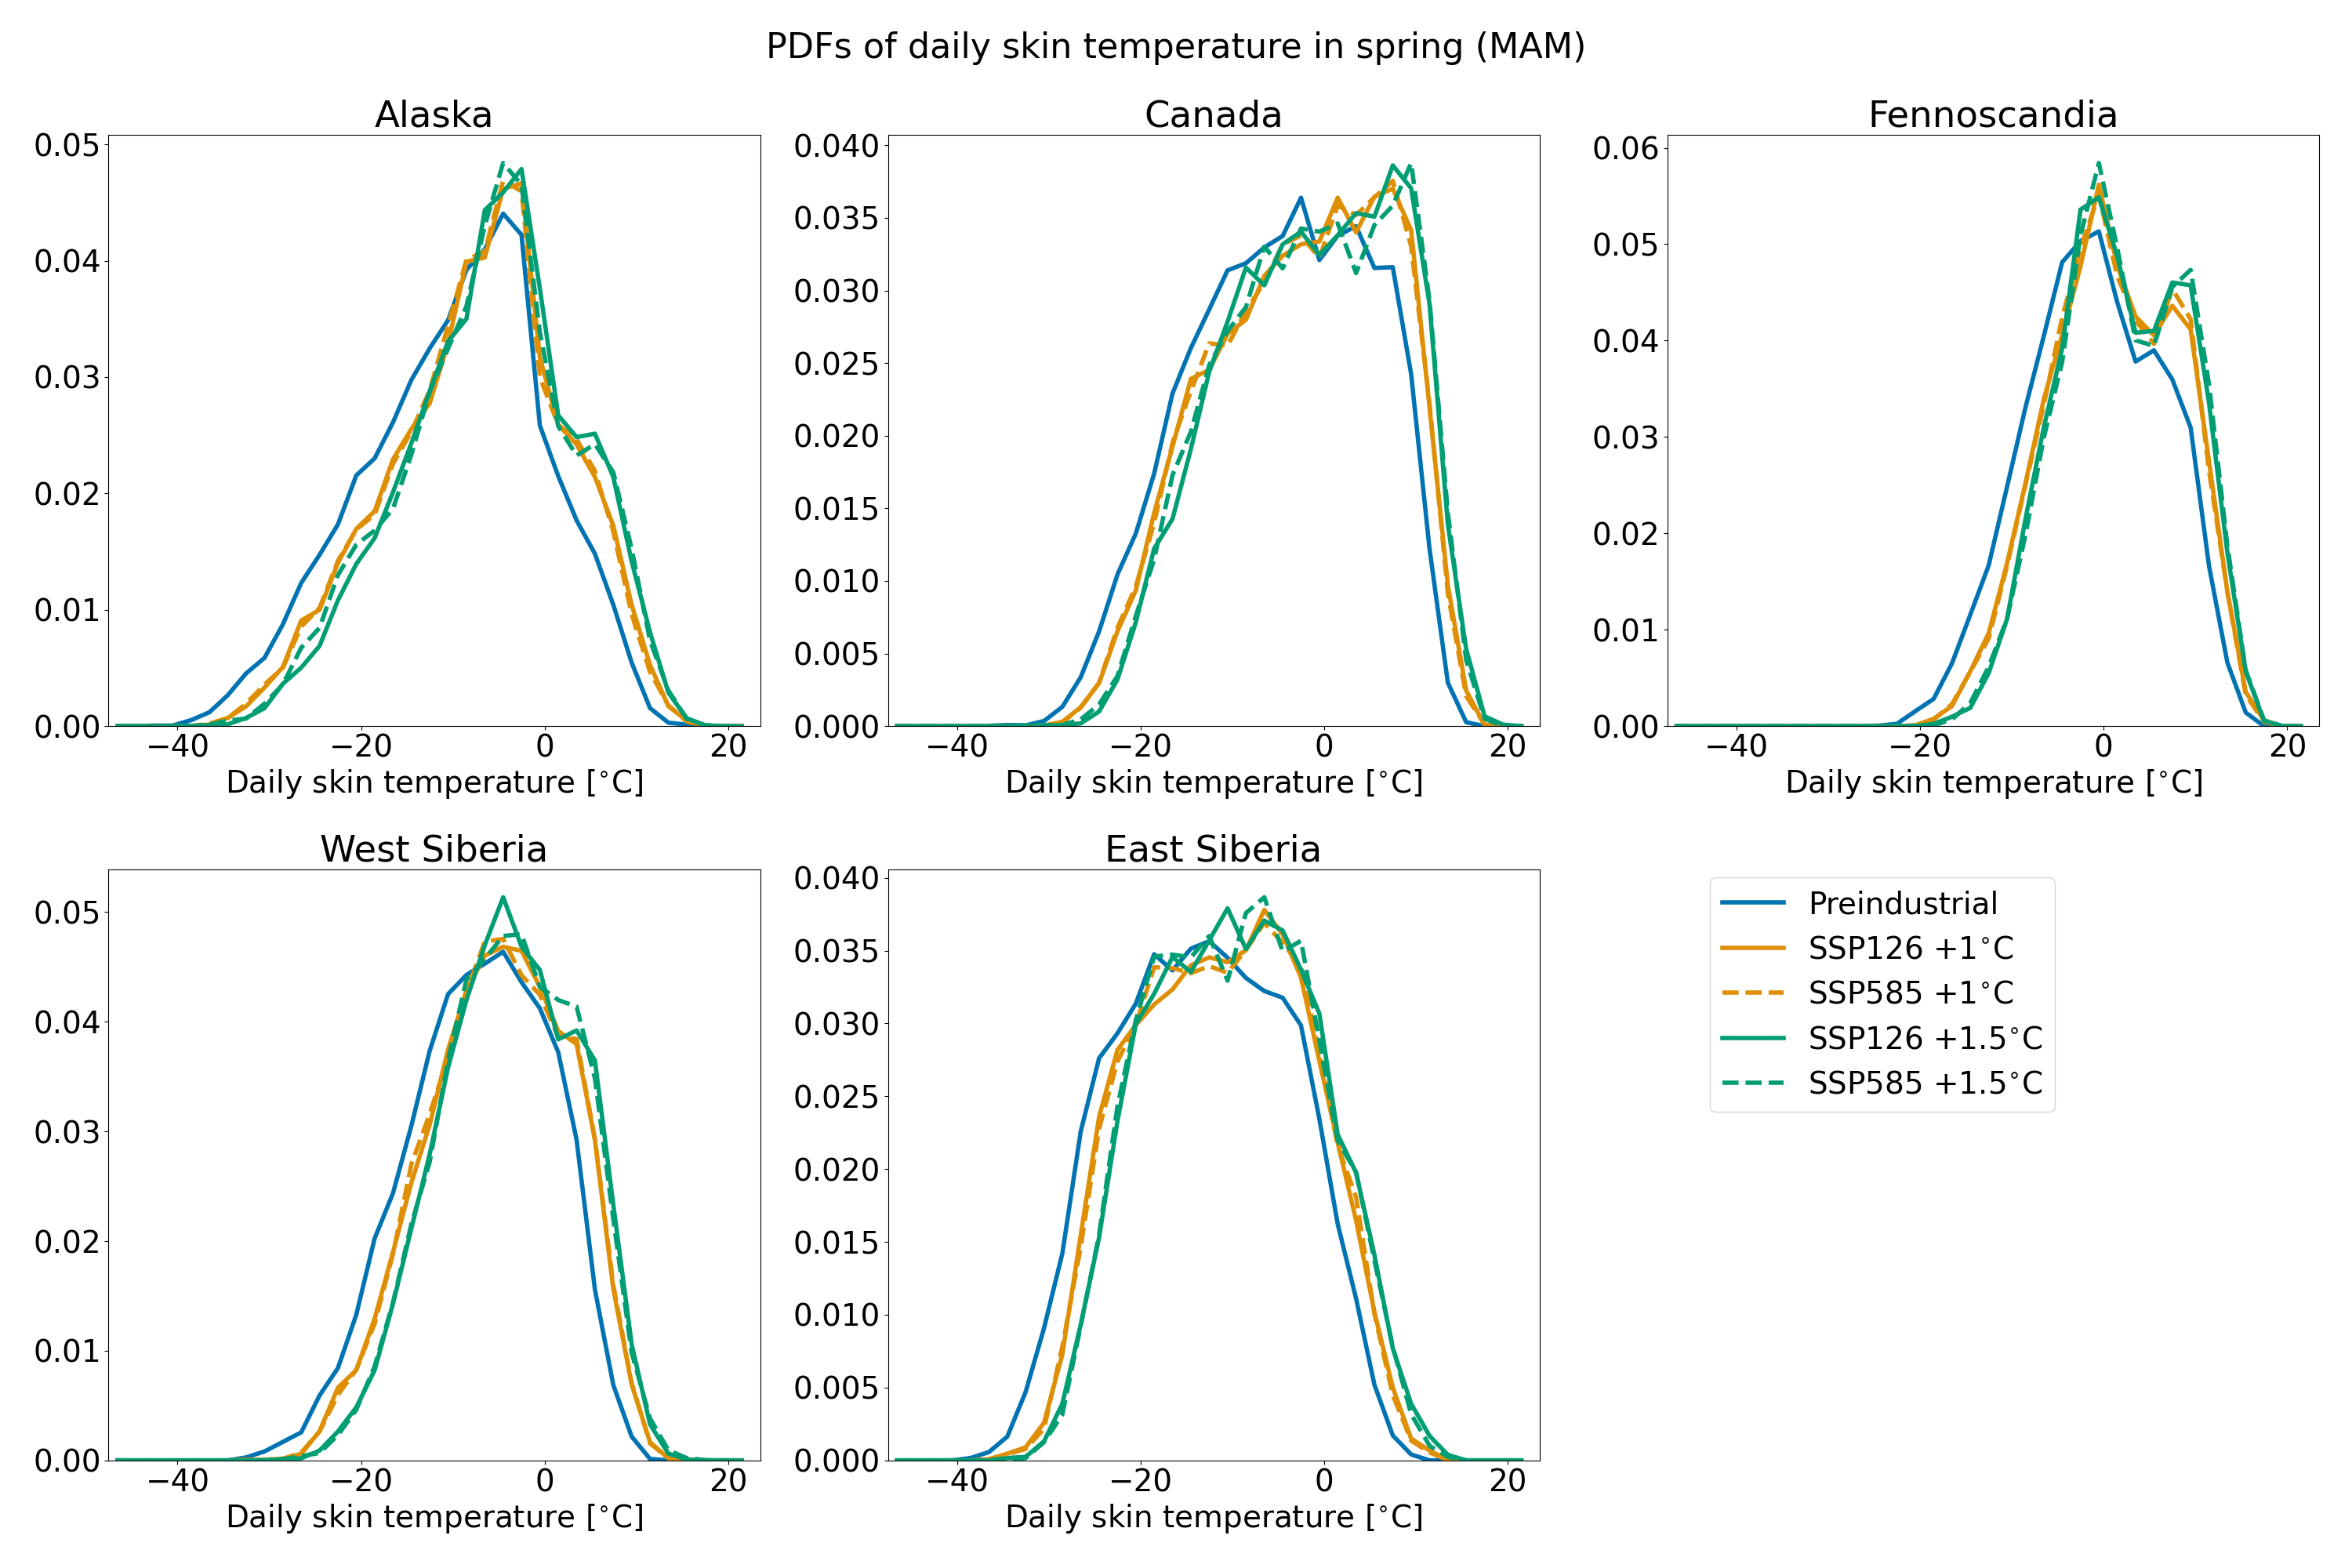 PDFs of daily skin temperature in spring (MAM)
Alaska
0.05
0.04
0.03
0.02
0.01
0.00
−40 −20 0 20
Daily skin temperature [°C]
Canada
0.040
0.035
0.030
0.025
0.020
0.015
0.010
0.005
0.000
−40 −20 0 20
Daily skin temperature [°C]
Fennoscandia
0.06
0.05
0.04
0.03
0.02
0.01
0.00
−40 −20 0 20
Daily skin temperature [°C]
West Siberia
0.05
0.04
0.03
0.02
0.01
0.00
−40 −20 0 20
Daily skin temperature [°C]
East Siberia
0.040
0.035
0.030
0.025
0.020
0.015
0.010
0.005
0.000
−40 −20 0 20
Daily skin temperature [°C]
Preindustrial
SSP126 +1°C
SSP585 +1°C
SSP126 +1.5°C
SSP585 +1.5°C